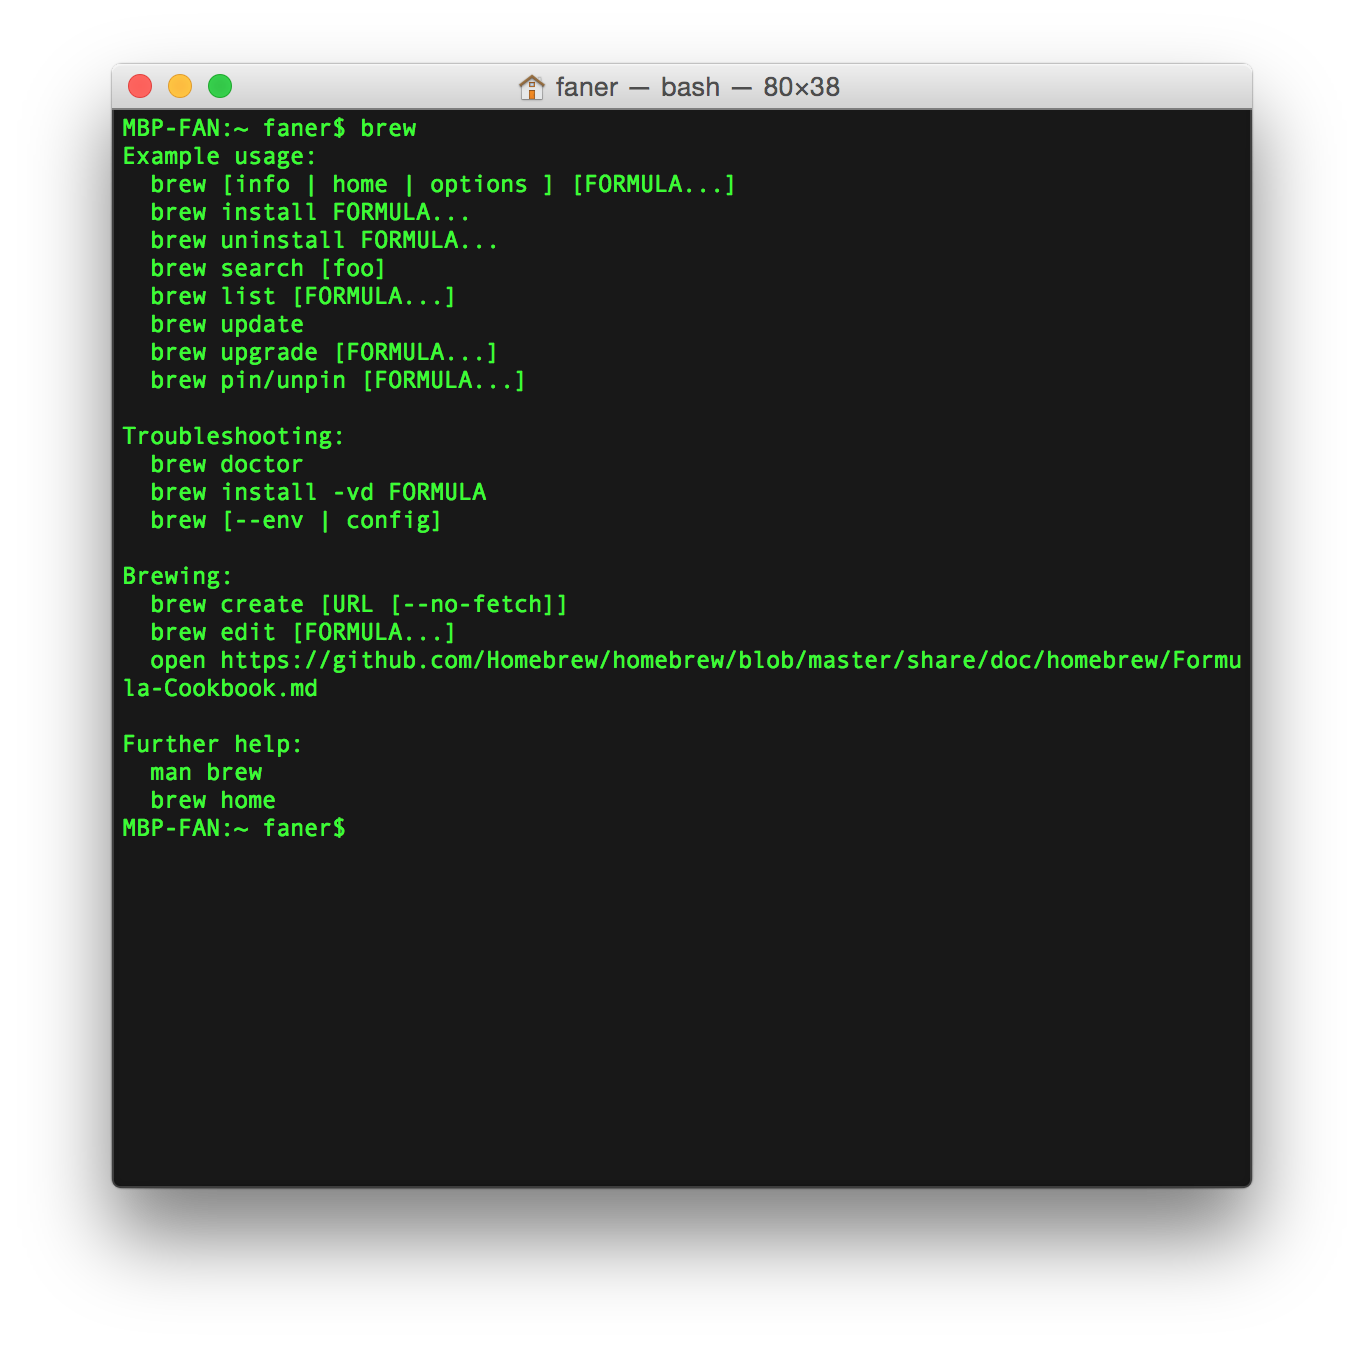 faner — bash — 80×38
MBP-FAN:~ faner$ brew
Example usage:
  brew [info | home | options ] [FORMULA...]
  brew install FORMULA...
  brew uninstall FORMULA...
  brew search [foo]
  brew list [FORMULA...]
  brew update
  brew upgrade [FORMULA...]
  brew pin/unpin [FORMULA...]

Troubleshooting:
  brew doctor
  brew install -vd FORMULA
  brew [--env | config]

Brewing:
  brew create [URL [--no-fetch]]
  brew edit [FORMULA...]
  open https://github.com/Homebrew/homebrew/blob/master/share/doc/homebrew/Formu
la-Cookbook.md

Further help:
  man brew
  brew home
MBP-FAN:~ faner$